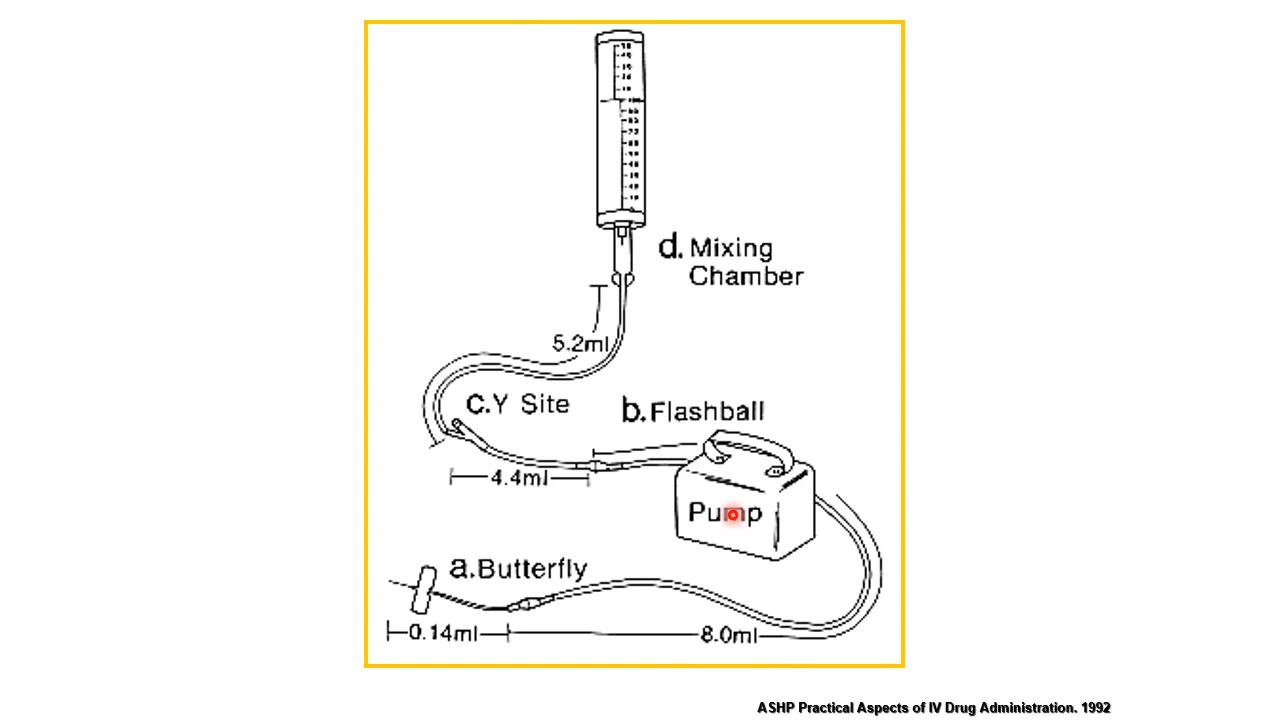 d. Mixing
Chamber
5.2ml
c. Y Site
b. Flashball
4.4ml
Pump
a. Butterfly
0.14ml
8.0ml
ASHP Practical Aspects of IV Drug Administration. 1992